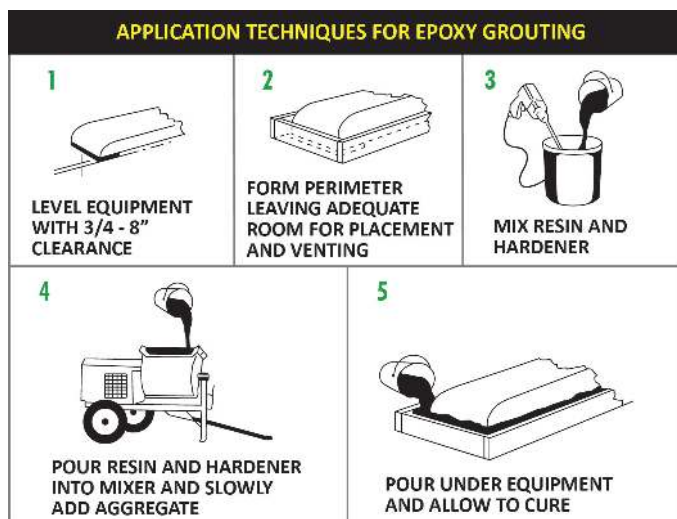 APPLICATION TECHNIQUES FOR EPOXY GROUTING
1
LEVEL EQUIPMENT
WITH 3/4 - 8”
CLEARANCE
2
FORM PERIMETER
LEAVING ADEQUATE
ROOM FOR PLACEMENT
AND VENTING
3
MIX RESIN AND
HARDENER
4
POUR RESIN AND HARDENER
INTO MIXER AND SLOWLY
ADD AGGREGATE
5
POUR UNDER EQUIPMENT
AND ALLOW TO CURE